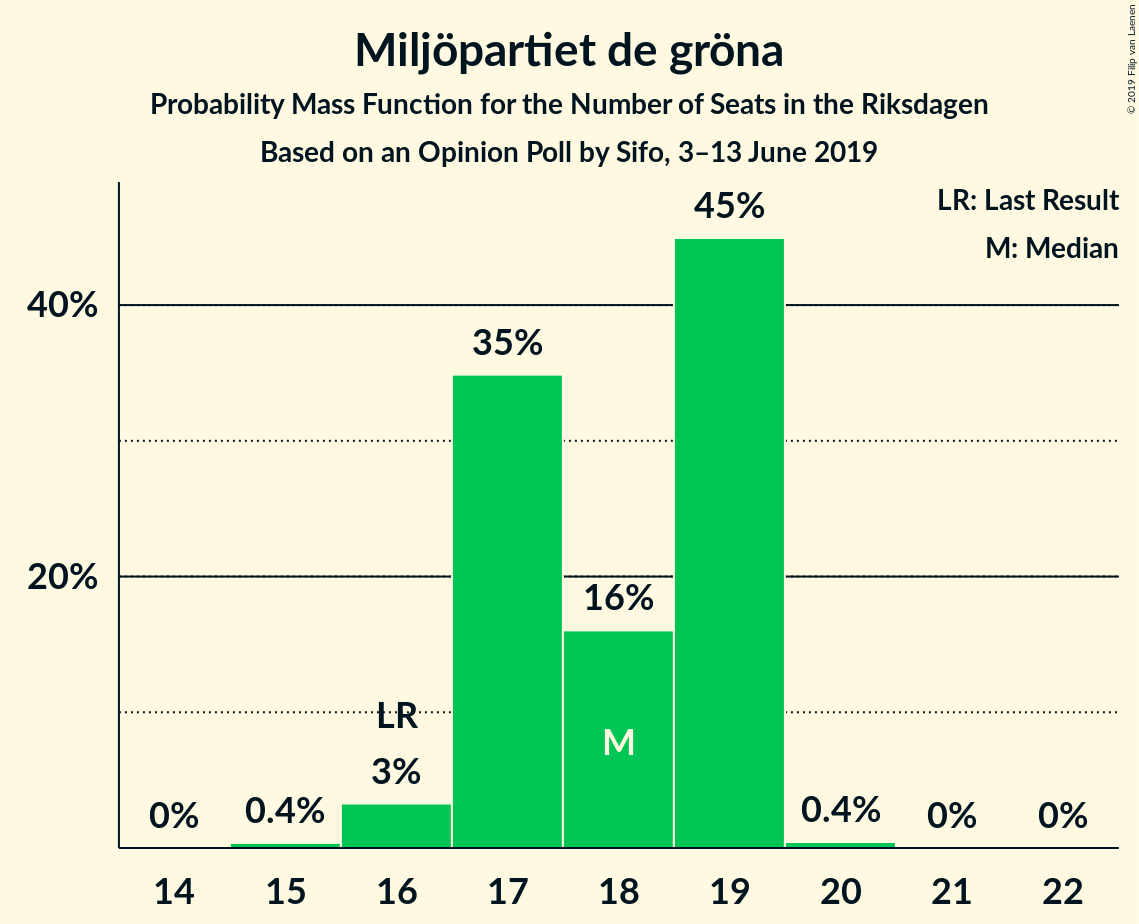 Miljöpartiet de gröna
Probability Mass Function for the Number of Seats in the Riksdagen
Based on an Opinion Poll by Sifo, 3–13 June 2019
© 2019 Filip van Laenen
LR: Last Result
M: Median
45%
40%
35%
20%
16%
LR
M
3%
0%
0.4%
0.4%
0%
0%
14 15 16 17 18 19 20 21 22